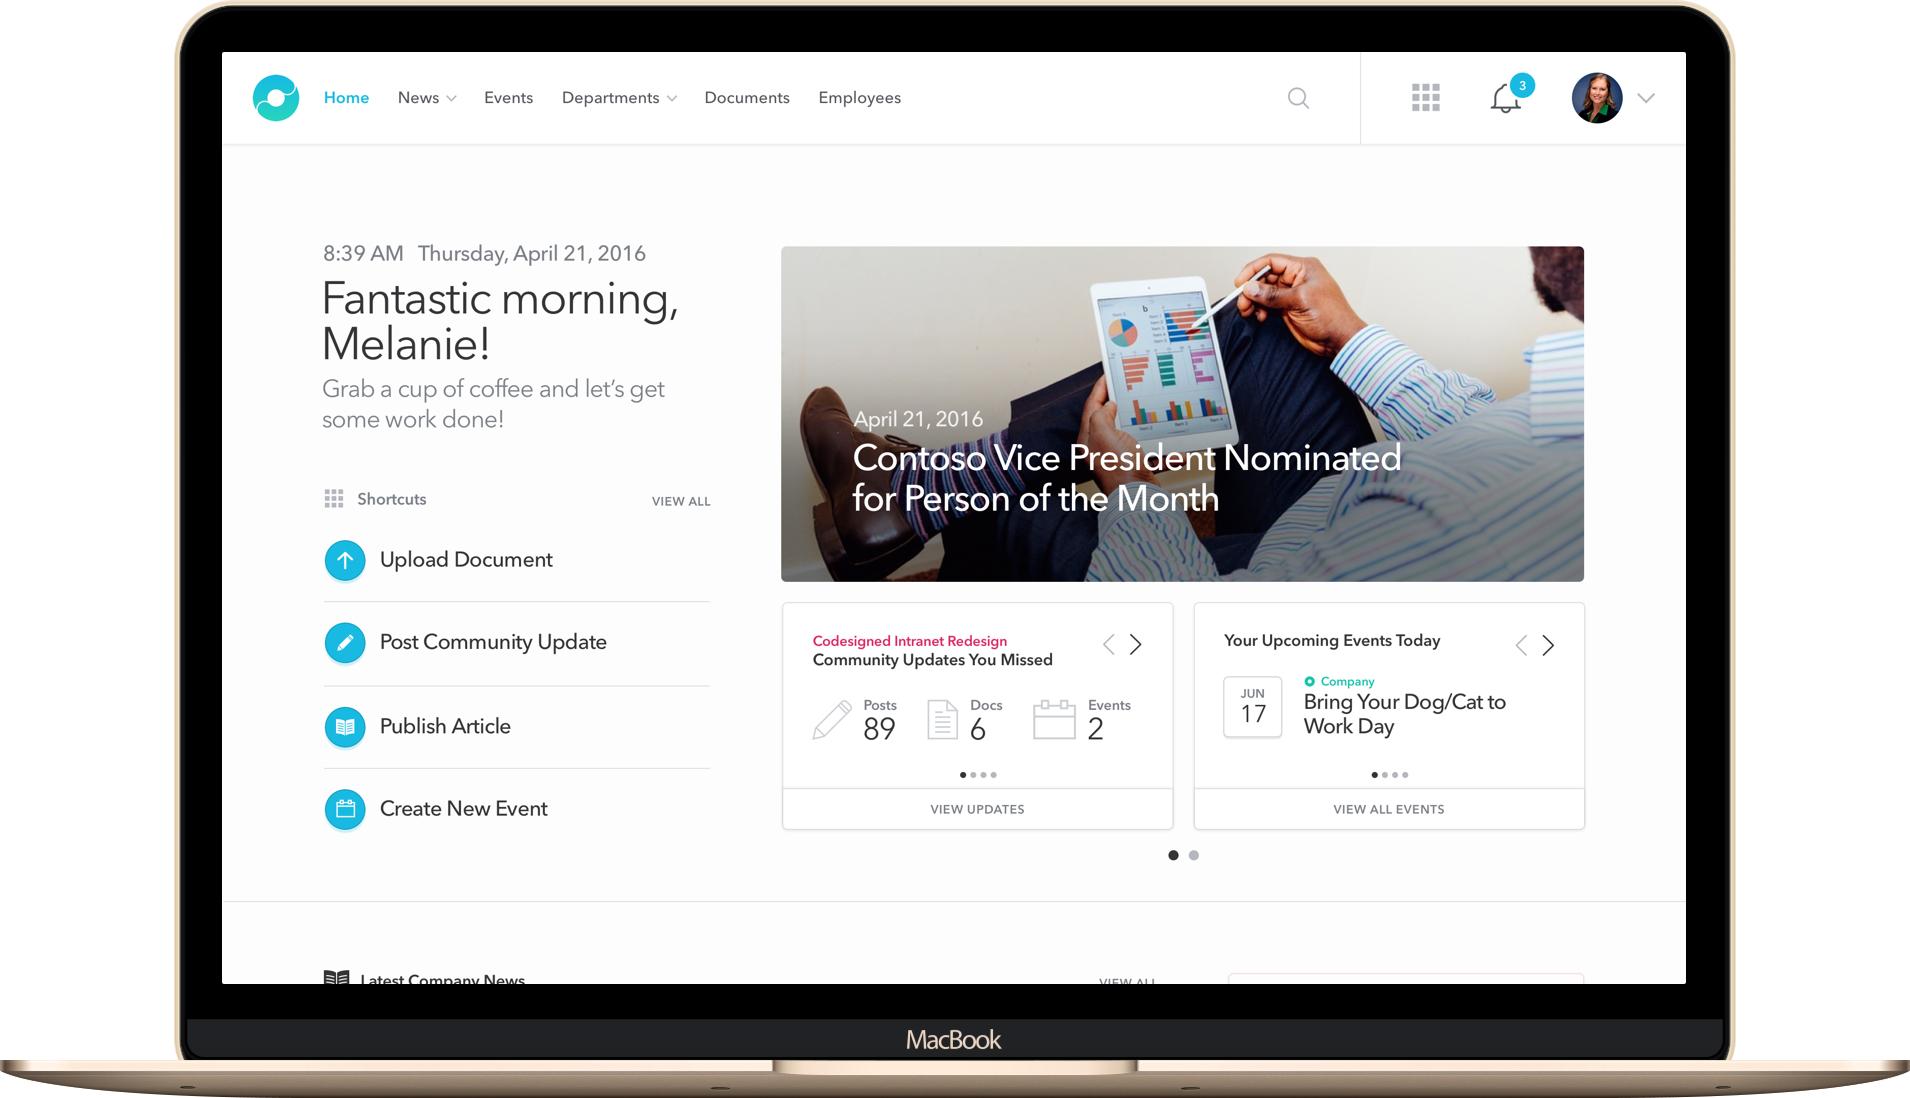 Home News Events Departments Documents Employees
3
8:39 AM Thursday, April 21, 2016
Fantastic morning,
Melanie!
Grab a cup of coffee and let's get
some work done!
Shortcuts VIEW ALL
Upload Document
Post Community Update
Publish Article
Create New Event
April 21, 2016
Contoso Vice President Nominated
for Person of the Month
Codesigned Intranet Redesign
Community Updates You Missed
Posts
89
Docs
6
Events
2
VIEW UPDATES
Your Upcoming Events Today
JUN
17
Company
Bring Your Dog/Cat to
Work Day
VIEW ALL EVENTS
Latest Company News VIEW ALL
MacBook